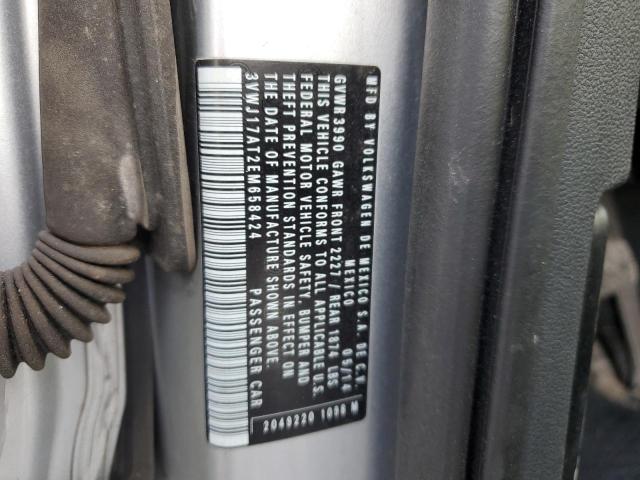 MFD BY VOLKSWAGEN DE MEXICO S.A. DE C.V.
MEXICO 05/14
GVWR 3990 GAWR FRONT 2227 / REAR 1874 LBS
THIS VEHICLE CONFORMS TO ALL APPLICABLE U.S.
FEDERAL MOTOR VEHICLE SAFETY, BUMPER AND
THEFT PREVENTION STANDARDS IN EFFECT ON
THE DATE OF MANUFACTURE SHOWN ABOVE.
3VWJ17AT2EM658424 PASSENGER CAR
2049220 1000 M